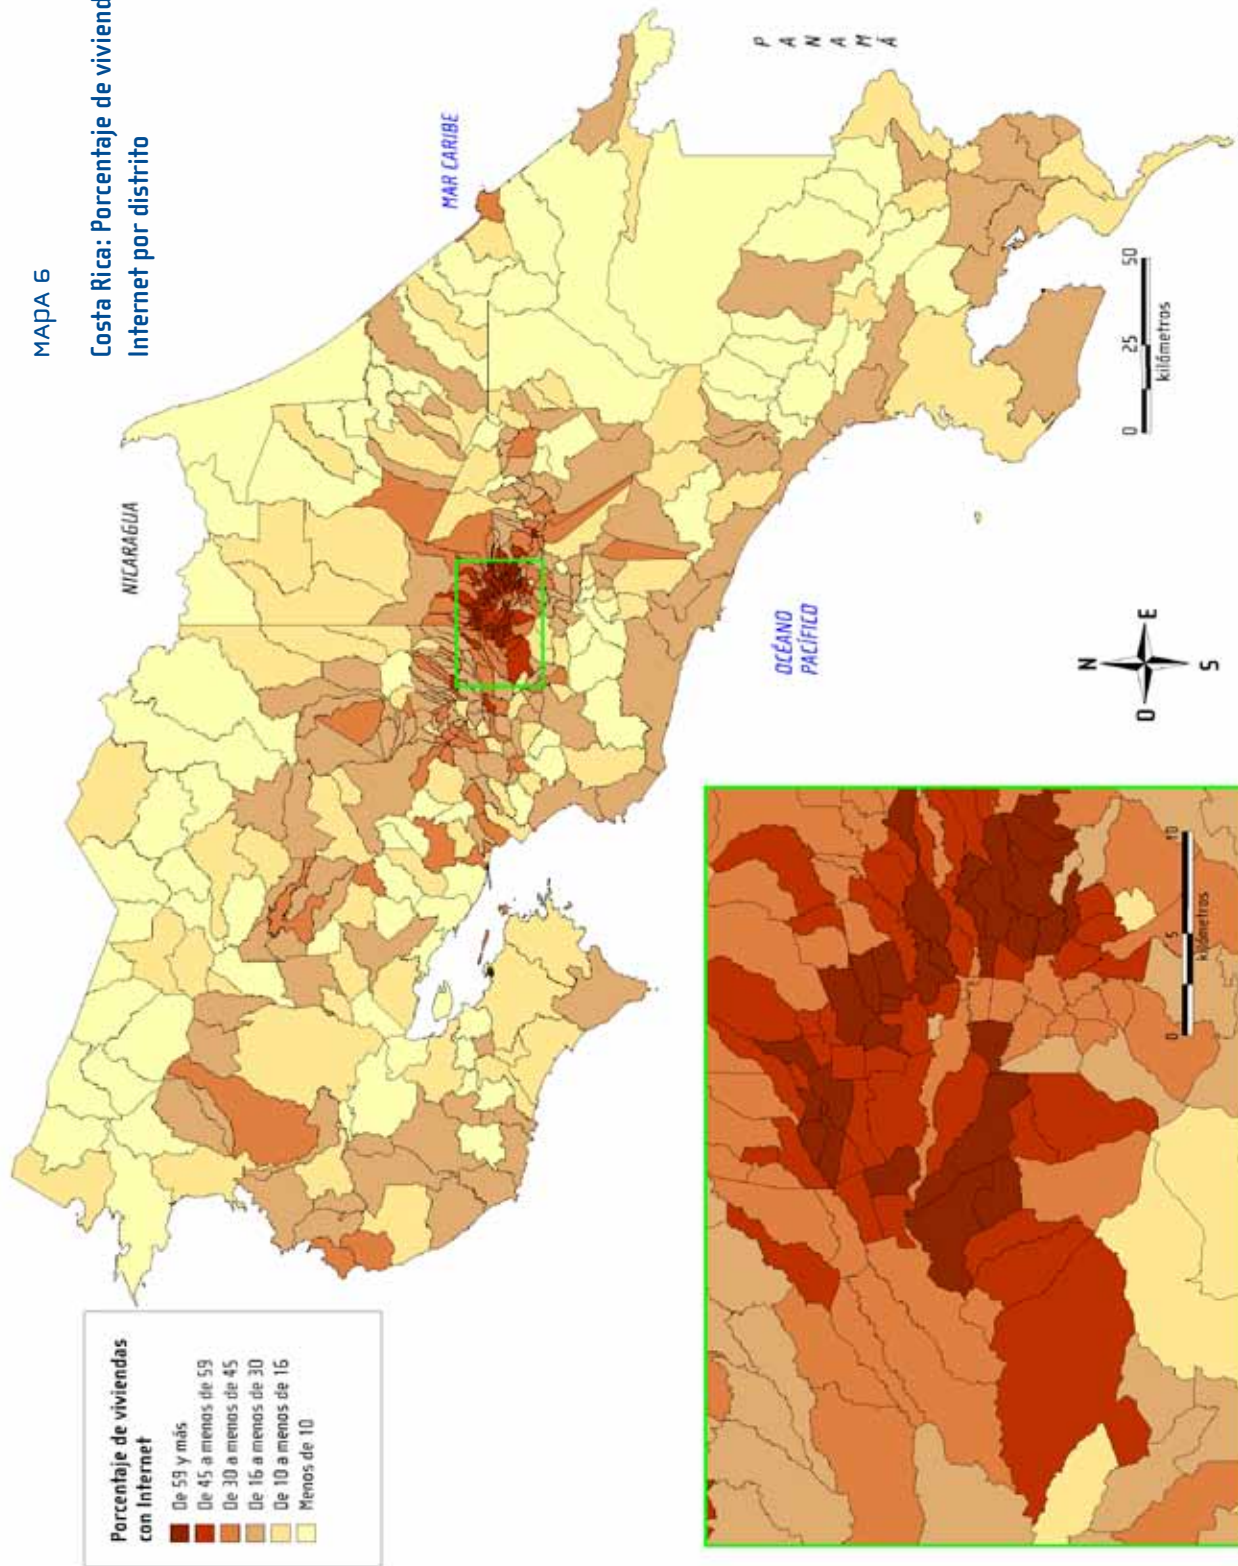 MAPA 6
Costa Rica: Porcentaje de
Internet por distrito
NICARAGUA
MAR CARIBE
PANAMÁ
OCÉANO
PACÍFICO
Porcentaje de viviendas
con Internet
De 59 y más
De 45 a menos de 59
De 30 a menos de 45
De 16 a menos de 30
De 10 a menos de 16
Menos de 10
N
O
E
S
0
25
50
kilómetros
0
5
10
kilómetros